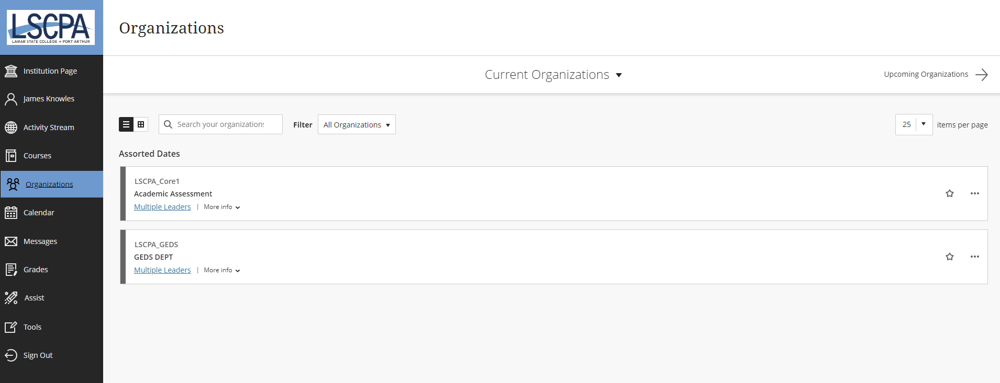 LSCPA
LAMAR STATE COLLEGE • PORT ARTHUR
Institution Page
James Knowles
Activity Stream
Courses
Organizations
Calendar
Messages
Grades
Assist
Tools
Sign Out
Organizations
Current Organizations
Upcoming Organizations
Search your organizations
Filter
All Organizations
25
items per page
Assorted Dates
LSCPA_Core1
Academic Assessment
Multiple Leaders | More info
LSCPA_GEDS
GEDS DEPT
Multiple Leaders | More info